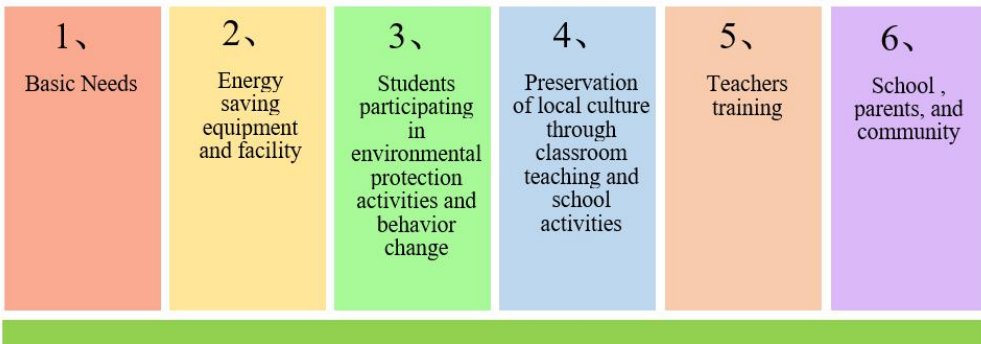 1、
Basic Needs
2、
Energy
saving
equipment
and facility
3、
Students
participating
in
environmental
protection
activities and
behavior
change
4、
Preservation
of local culture
through
classroom
teaching and
school
activities
5、
Teachers
training
6、
School ,
parents, and
community